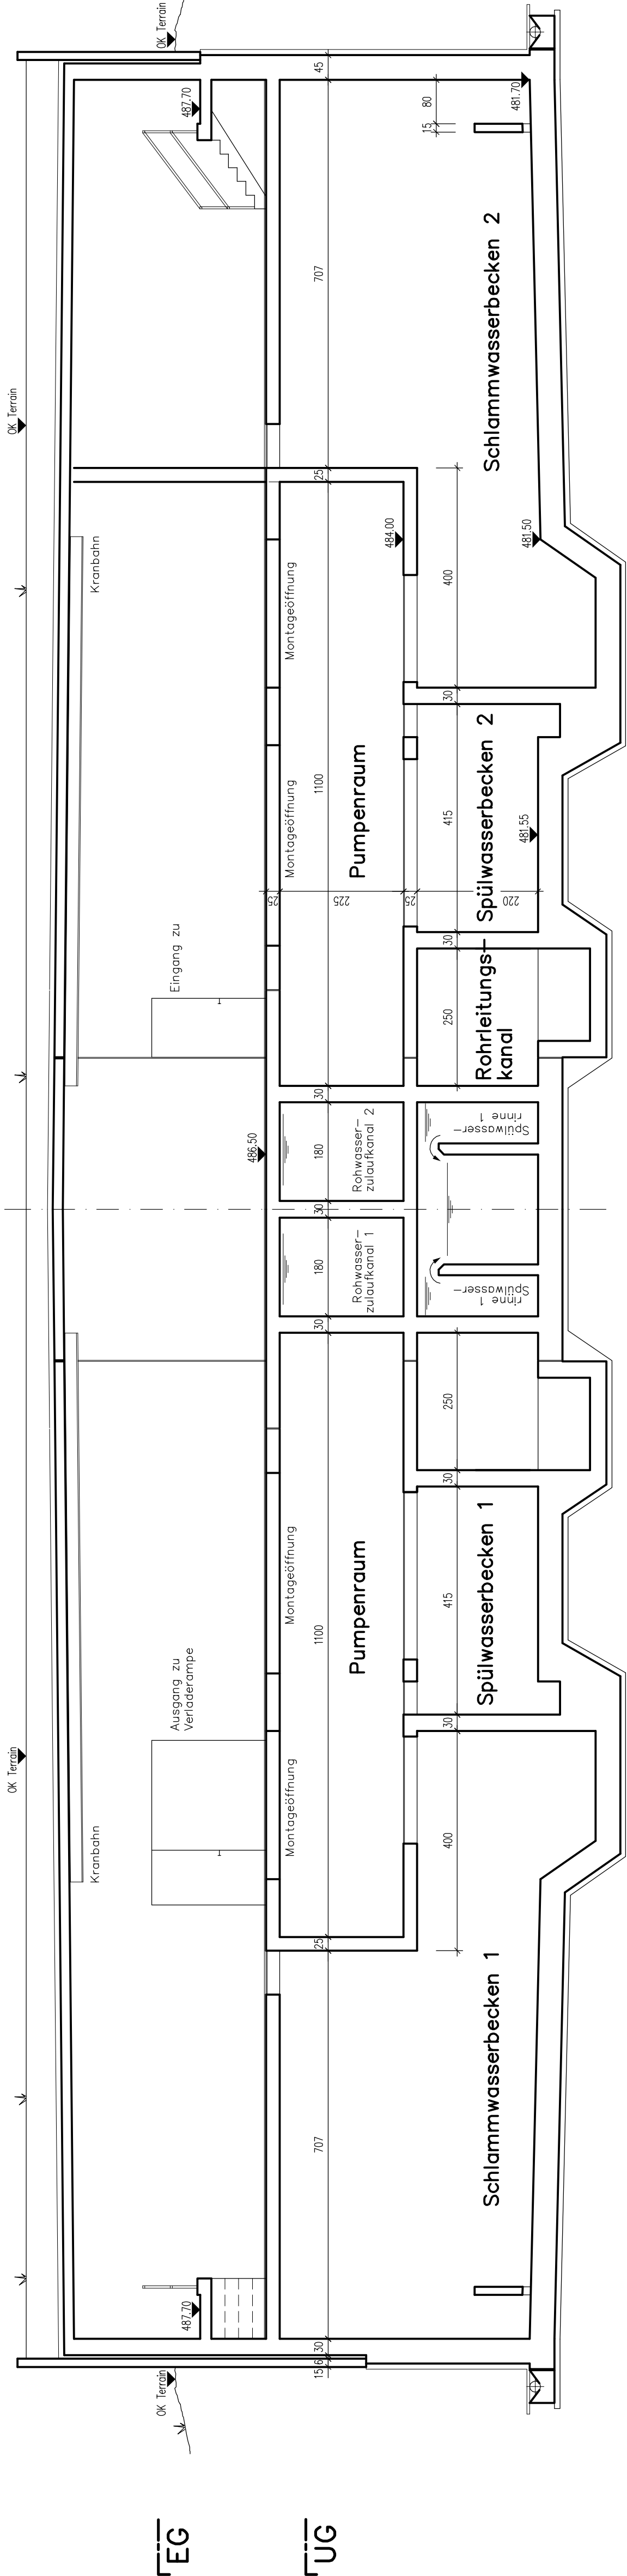 OK Terrain
OK Terrain
OK Terrain
OK Terrain
Kranbahn
Kranbahn
Ausgang zu
Verladerampe
Eingang zu
487.70
486.50
487.70
EG
Montageöffnung
Montageöffnung
Montageöffnung
Montageöffnung
15
6
30
707
25
1100
30
180
30
180
30
1100
25
707
45
Pumpenraum
Rohwasser–
zulaufkanal 1
Rohwasser–
zulaufkanal 2
Pumpenraum
25
225
25
220
484.00
UG
400
30
415
30
250
250
30
415
30
400
15
80
Schlammwasserbecken 1
Spülwasserbecken 1
Spülwasser–
rinne 1
Spülwasser–
rinne 1
Rohrleitungs–
kanal
Spülwasserbecken 2
Schlammwasserbecken 2
481.55
481.50
481.70